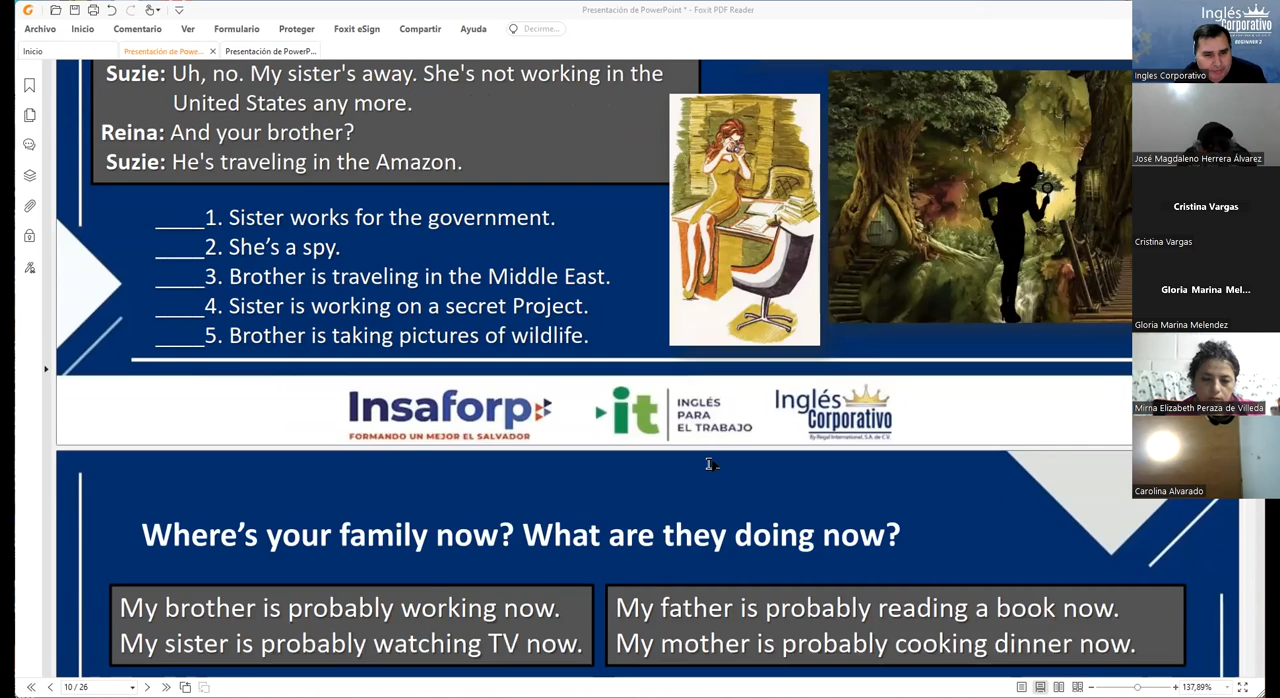 Presentación de PowerPoint * - Foxit PDF Reader
Archivo Inicio Comentario Ver Formulario Proteger Foxit eSign Compartir Ayuda Decirme...
Inicio Presentación de Powe... Presentación de PowerP...
Suzie: Uh, no. My sister's away. She's not working in the
United States any more.
Reina: And your brother?
Suzie: He's traveling in the Amazon.
____1. Sister works for the government.
____2. She's a spy.
____3. Brother is traveling in the Middle East.
____4. Sister is working on a secret Project.
____5. Brother is taking pictures of wildlife.
Insaforp
FORMANDO UN MEJOR EL SALVADOR
it
INGLÉS
PARA
EL TRABAJO
Inglés
Corporativo
By Regal International, S.A. de C.V.
Where's your family now? What are they doing now?
My brother is probably working now.
My sister is probably watching TV now.
My father is probably reading a book now.
My mother is probably cooking dinner now.
10 / 26
137,89%
Inglés
Corporativo
BEGINNER 2
Ingles Corporativo
José Magdaleno Herrera Álvarez
Cristina Vargas
Cristina Vargas
Gloria Marina Mel...
Gloria Marina Melendez
Mirna Elizabeth Peraza de Villeda
Carolina Alvarado